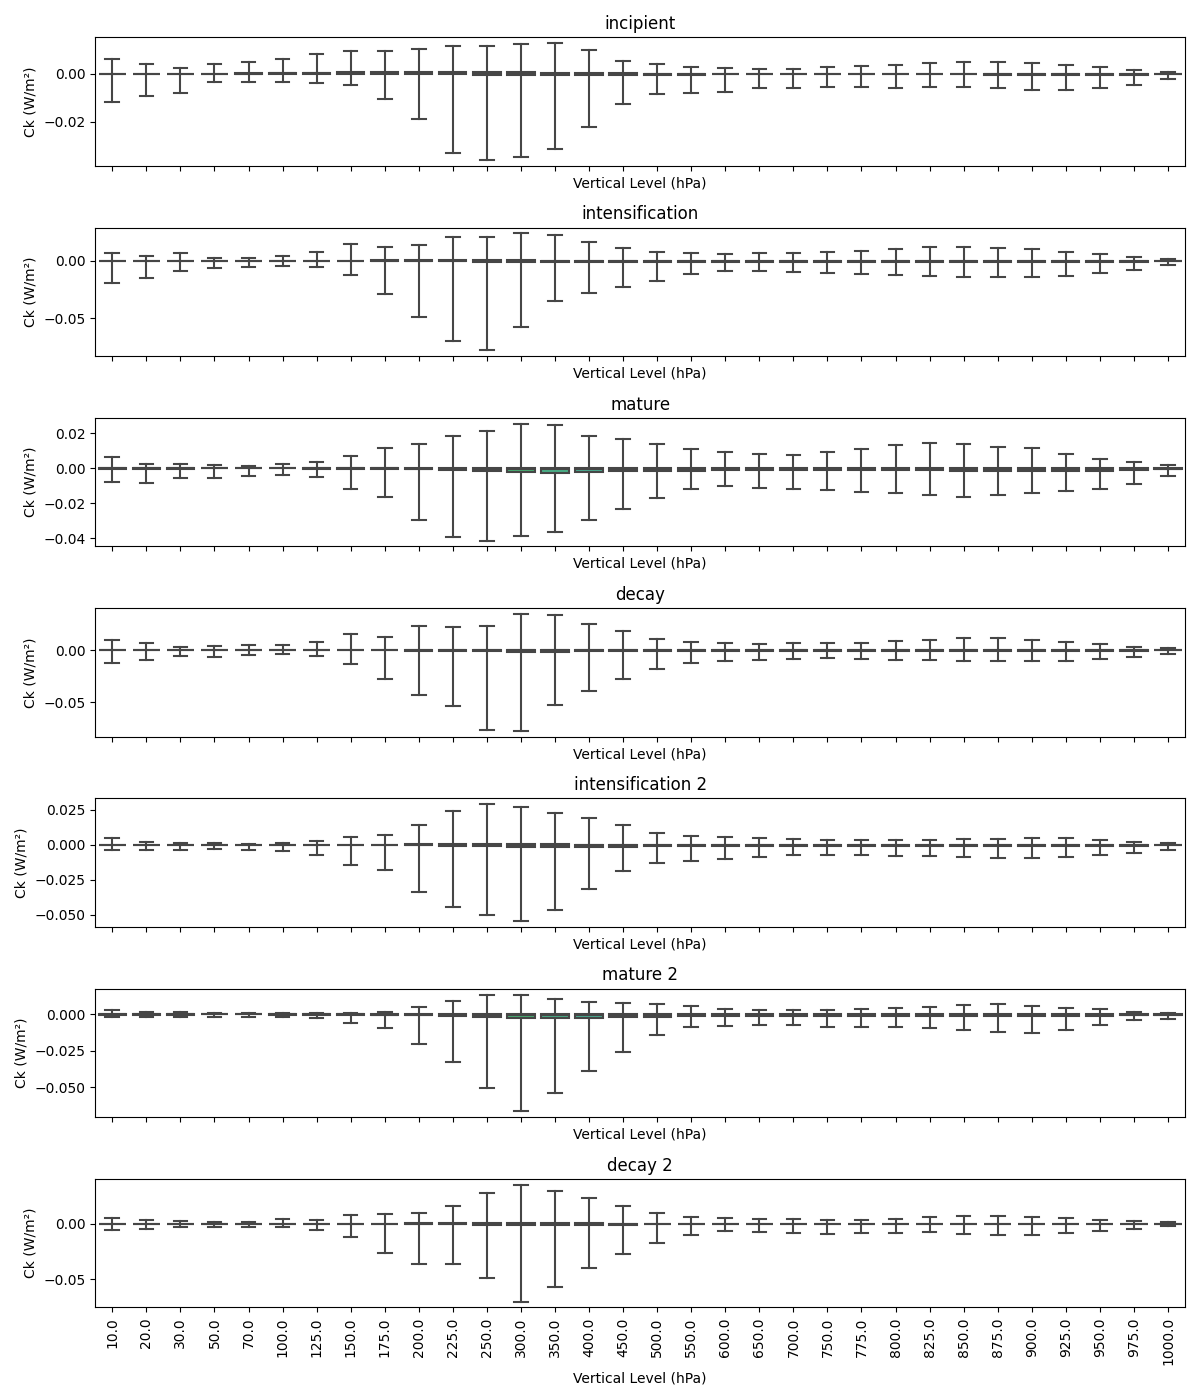 incipient
0.00
−0.02
Ck (W/m²)
Vertical Level (hPa)
intensification
0.00
−0.05
Ck (W/m²)
Vertical Level (hPa)
mature
0.02
0.00
−0.02
−0.04
Ck (W/m²)
Vertical Level (hPa)
decay
0.00
−0.05
Ck (W/m²)
Vertical Level (hPa)
intensification 2
0.025
0.000
−0.025
−0.050
Ck (W/m²)
Vertical Level (hPa)
mature 2
0.000
−0.025
−0.050
Ck (W/m²)
Vertical Level (hPa)
decay 2
0.00
−0.05
Ck (W/m²)
10.0 20.0 30.0 50.0 70.0 100.0 125.0 150.0 175.0 200.0 225.0 250.0 300.0 350.0 400.0 450.0 500.0 550.0 600.0 650.0 700.0 750.0 775.0 800.0 825.0 850.0 875.0 900.0 925.0 950.0 975.0 1000.0
Vertical Level (hPa)